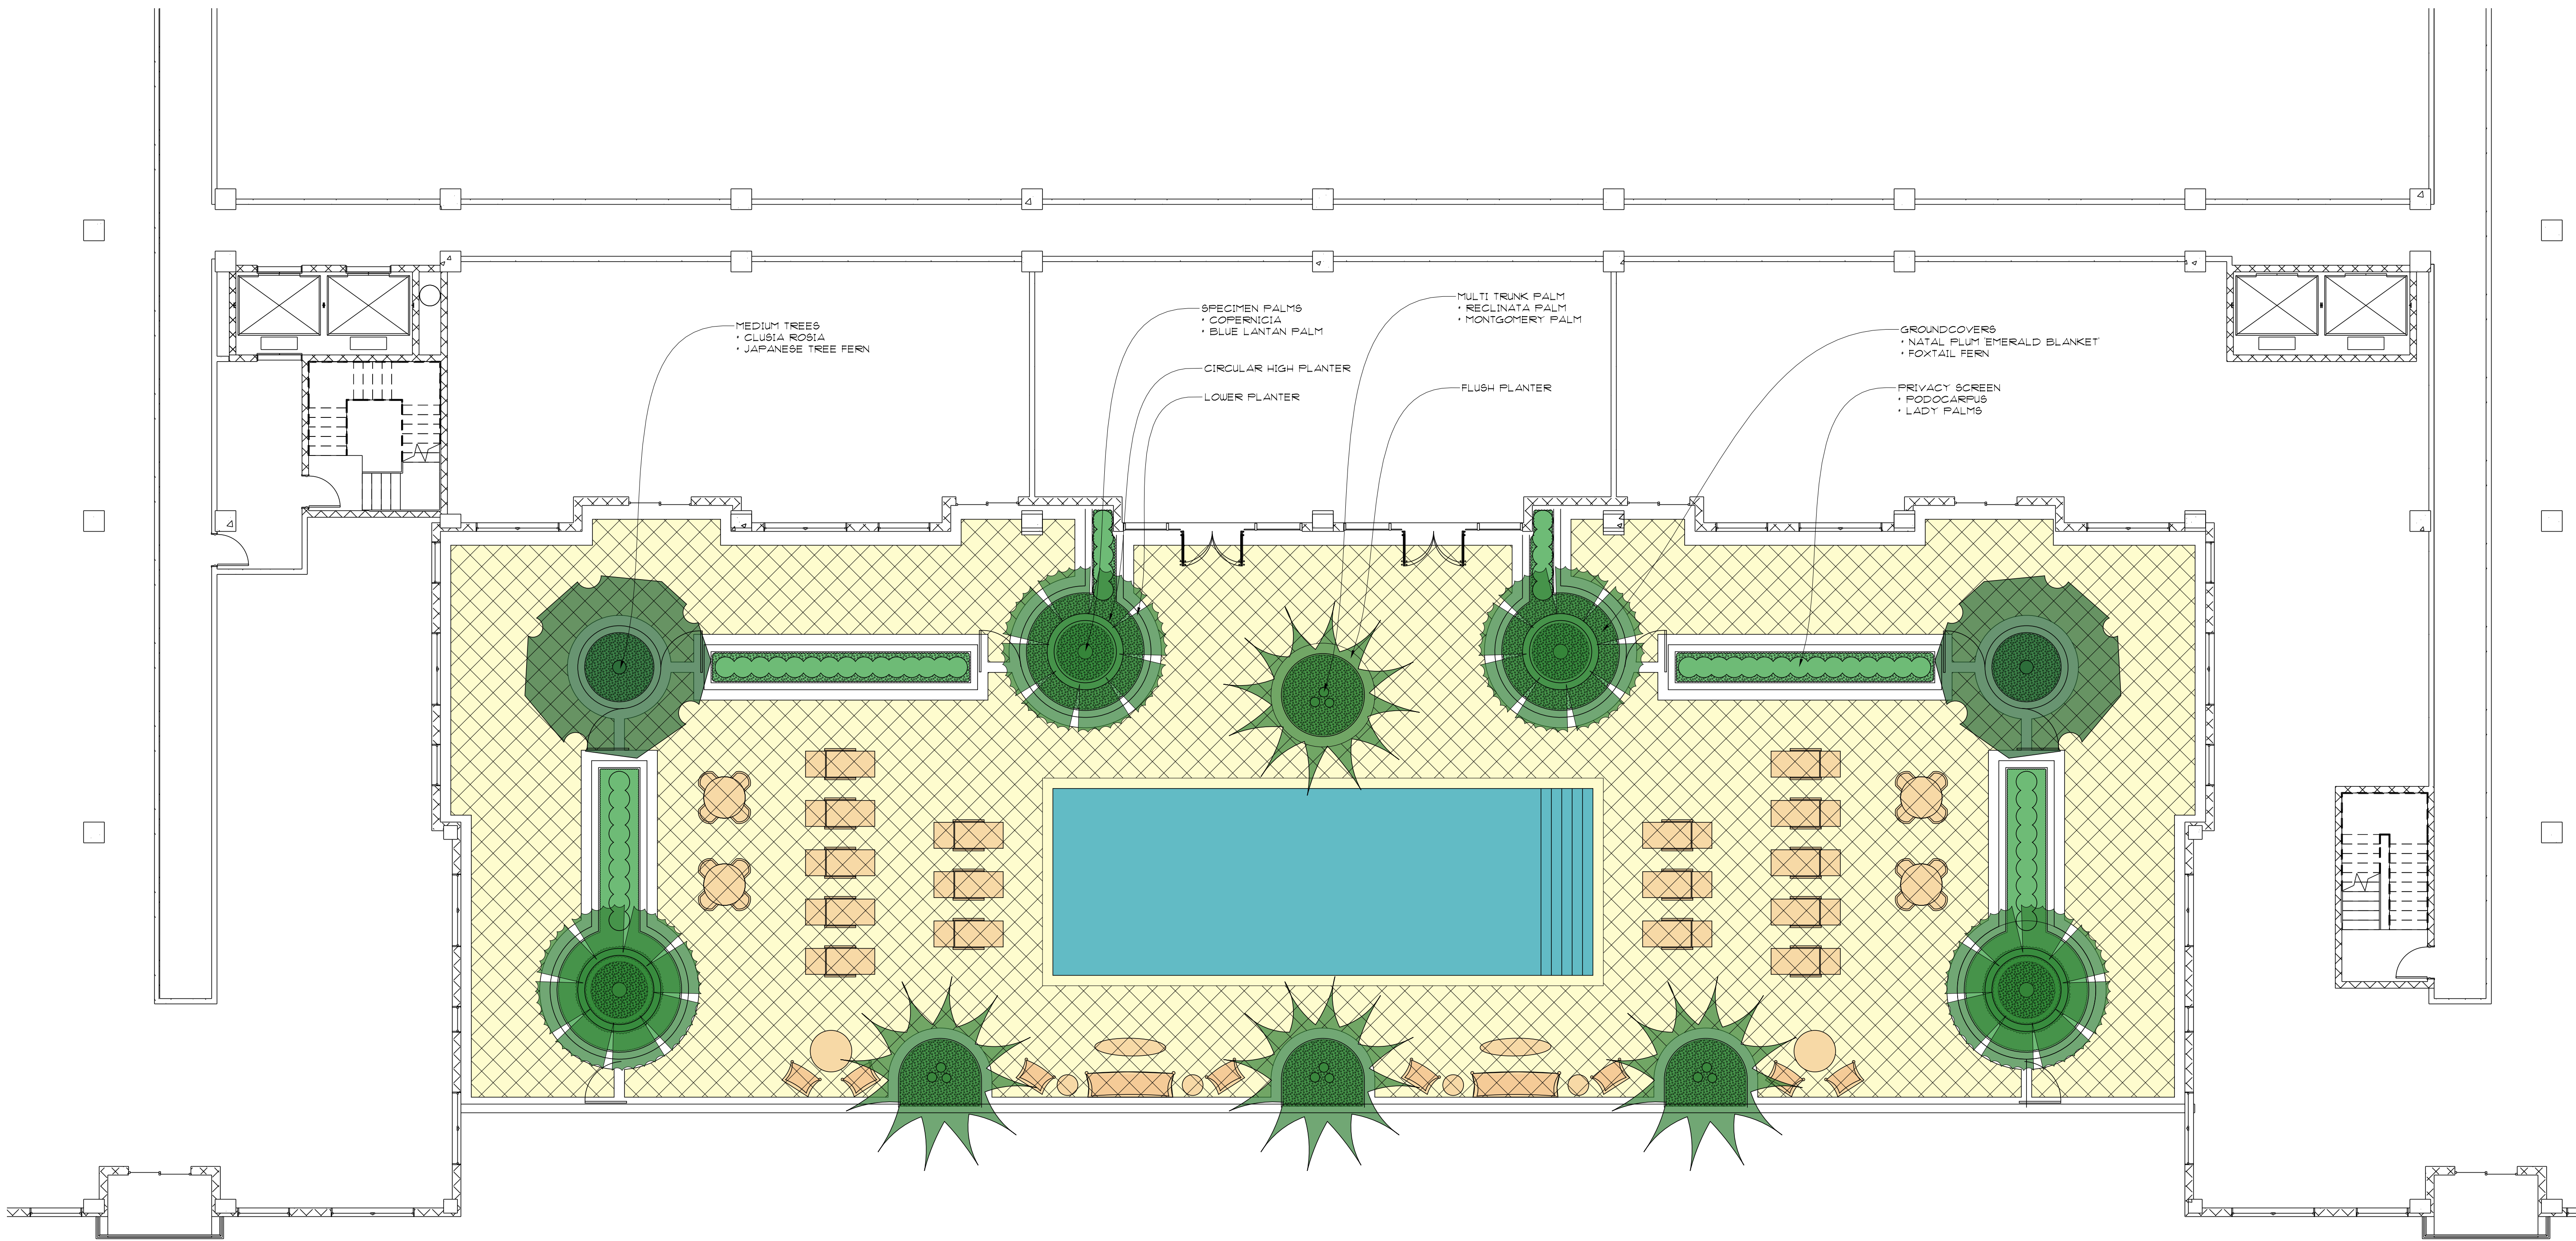 MEDIUM TREES
• CLUSIA ROSIA
• JAPANESE TREE FERN
SPECIMEN PALMS
• COPERNICIA
• BLUE LANTAN PALM
CIRCULAR HIGH PLANTER
LOWER PLANTER
MULTI TRUNK PALM
• RECLINATA PALM
• MONTGOMERY PALM
FLUSH PLANTER
GROUNDCOVERS
• NATAL PLUM 'EMERALD BLANKET'
• FOXTAIL FERN
PRIVACY SCREEN
• PODOCARPUS
• LADY PALMS